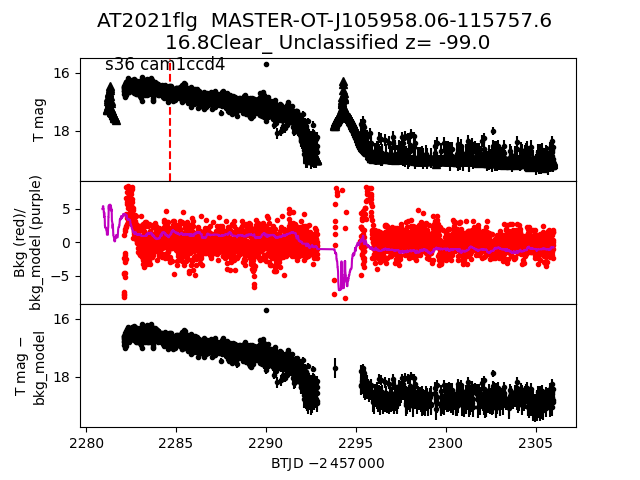 AT2021flg MASTER-OT-J105958.06-115757.6
16.8Clear_ Unclassified z= -99.0
s36 cam1ccd4
16
18
T mag
5
0
−5
Bkg (red)/
bkg_model (purple)
16
18
T mag −
bkg_model
2280 2285 2290 2295 2300 2305
BTJD −2 457 000